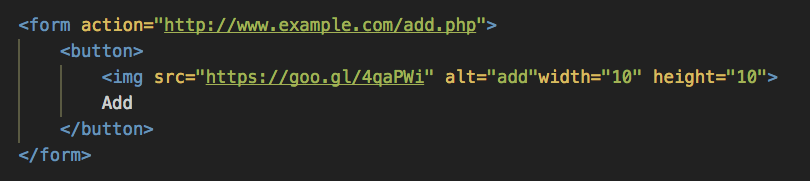 <form action="http://www.example.com/add.php">
<button>
<img src="https://goo.gl/4qaPWi" alt="add"width="10" height="10">
Add
</button>
</form>